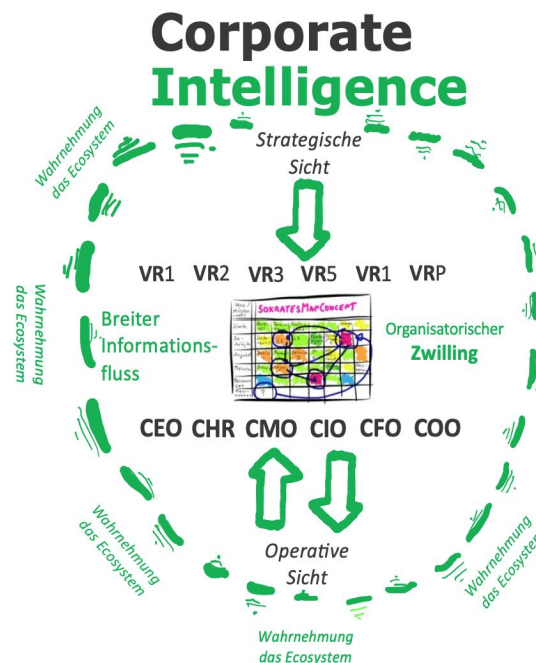 Corporate
Intelligence
Strategische
Sicht
Wahrnehmung
das Ecosystem
VR1 VR2 VR3 VR5 VR1 VRP
Wahrnehmung
das Ecosystem
Breiter
Informations-
fluss
SOKRATESMAPCONCEPT
Organisatorischer
Zwilling
CEO CHR CMO CIO CFO COO
Operative
Sicht
Wahrnehmung
das Ecosystem
Wahrnehmung
das Ecosystem
Wahrnehmung
das Ecosystem